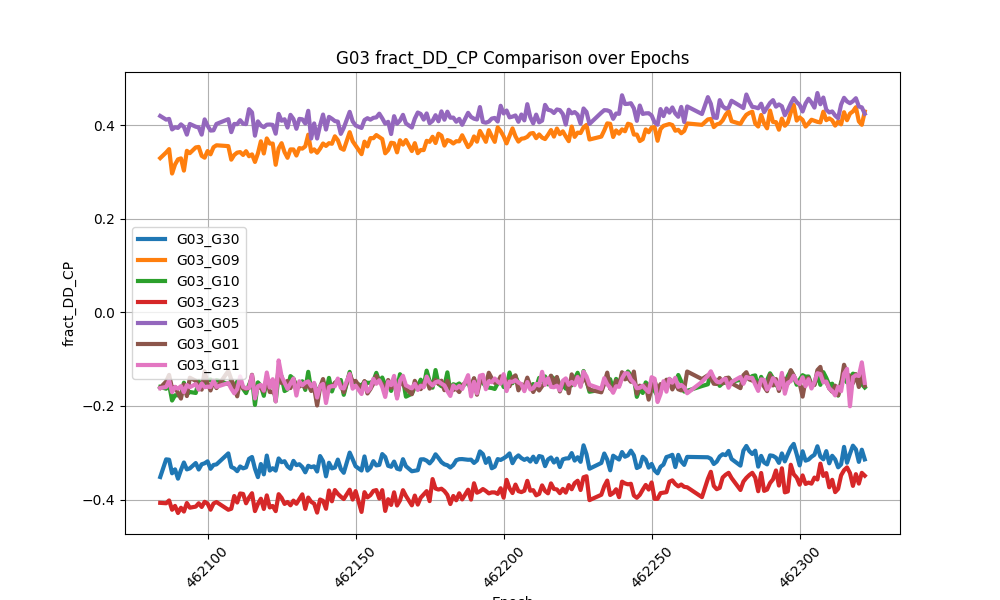 G03 fract_DD_CP Comparison over Epochs
fract_DD_CP
0.4
0.2
0.0
−0.2
−0.4
G03_G30
G03_G09
G03_G10
G03_G23
G03_G05
G03_G01
G03_G11
462100
462150
462200
462250
462300
Epoch